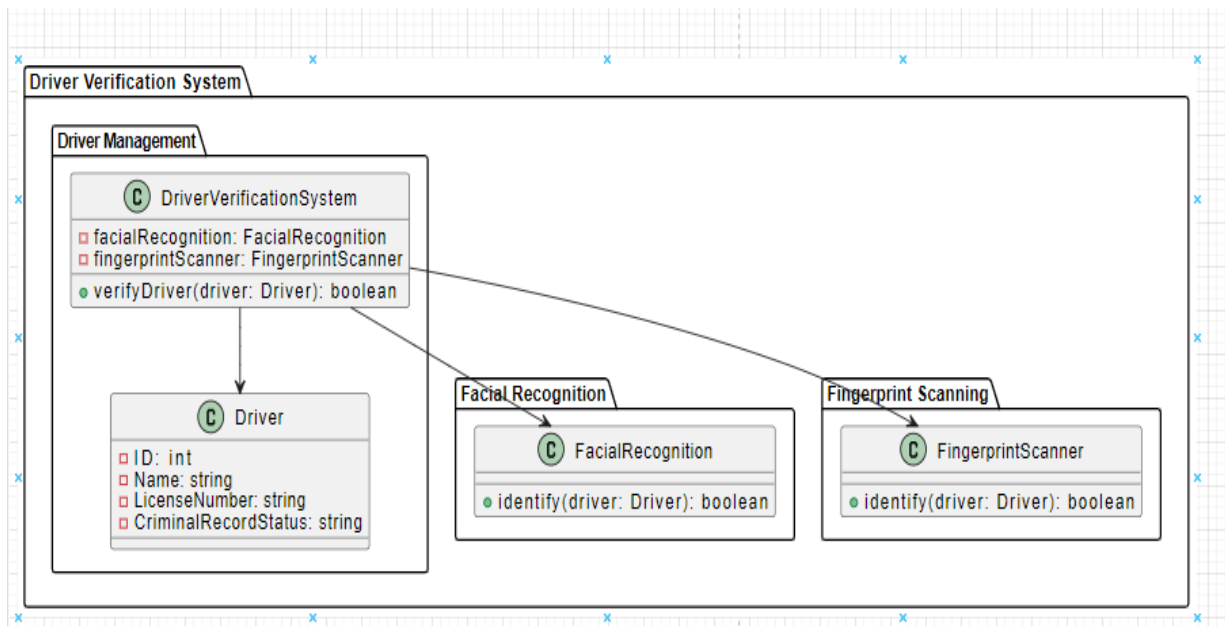 Driver Verification System
Driver Management
C DriverVerificationSystem
facialRecognition: FacialRecognition
fingerprintScanner: FingerprintScanner
verifyDriver(driver: Driver): boolean
C Driver
ID: int
Name: string
LicenseNumber: string
CriminalRecordStatus: string
Facial Recognition
C FacialRecognition
identify(driver: Driver): boolean
Fingerprint Scanning
C FingerprintScanner
identify(driver: Driver): boolean